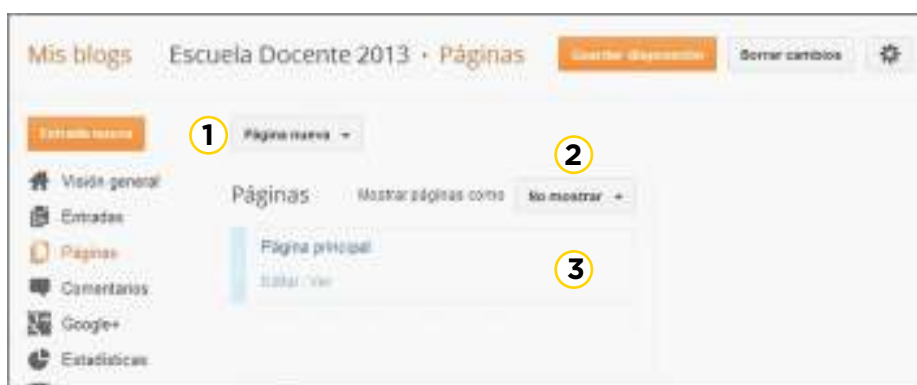 Mis blogs Escuela Docente 2013 · Páginas Guardar disposición Borrar cambios
Entrada nueva 1 Página nueva
2
Visión general
Páginas Mostrar páginas como No mostrar
Entradas
Página principal
Páginas
3
Editar Ver
Comentarios
Google+
Estadísticas